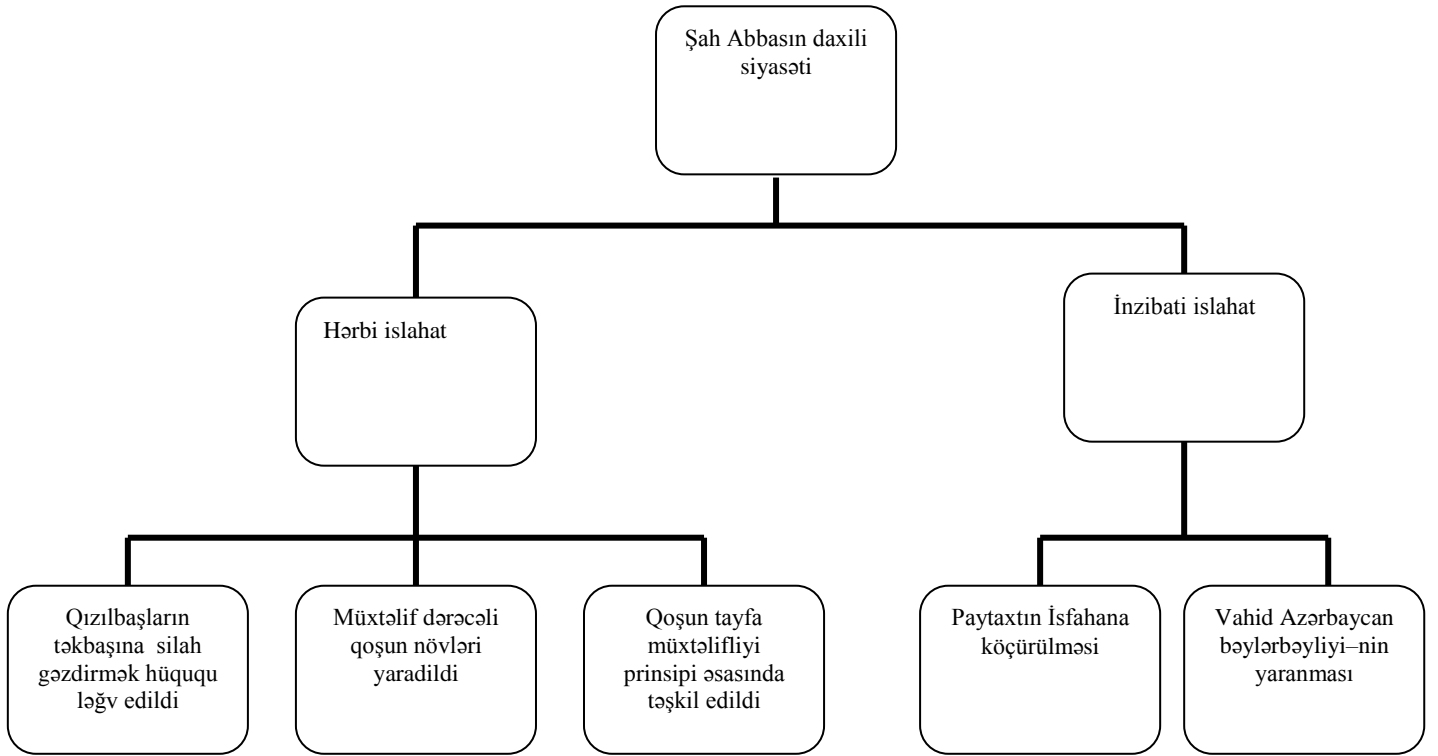 Şah Abbasın daxili
siyasəti
Hərbi islahat
İnzibati islahat
Qızılbaşların
təkbaşına silah
gəzdirmək hüququ
ləğv edildi
Müxtəlif dərəcəli
qoşun növləri
yaradildi
Qoşun tayfa
müxtəlifliyi
prinsipi əsasında
təşkil edildi
Paytaxtın İsfahana
köçürülməsi
Vahid Azərbaycan
bəylərbəyliyi–nin
yaranması